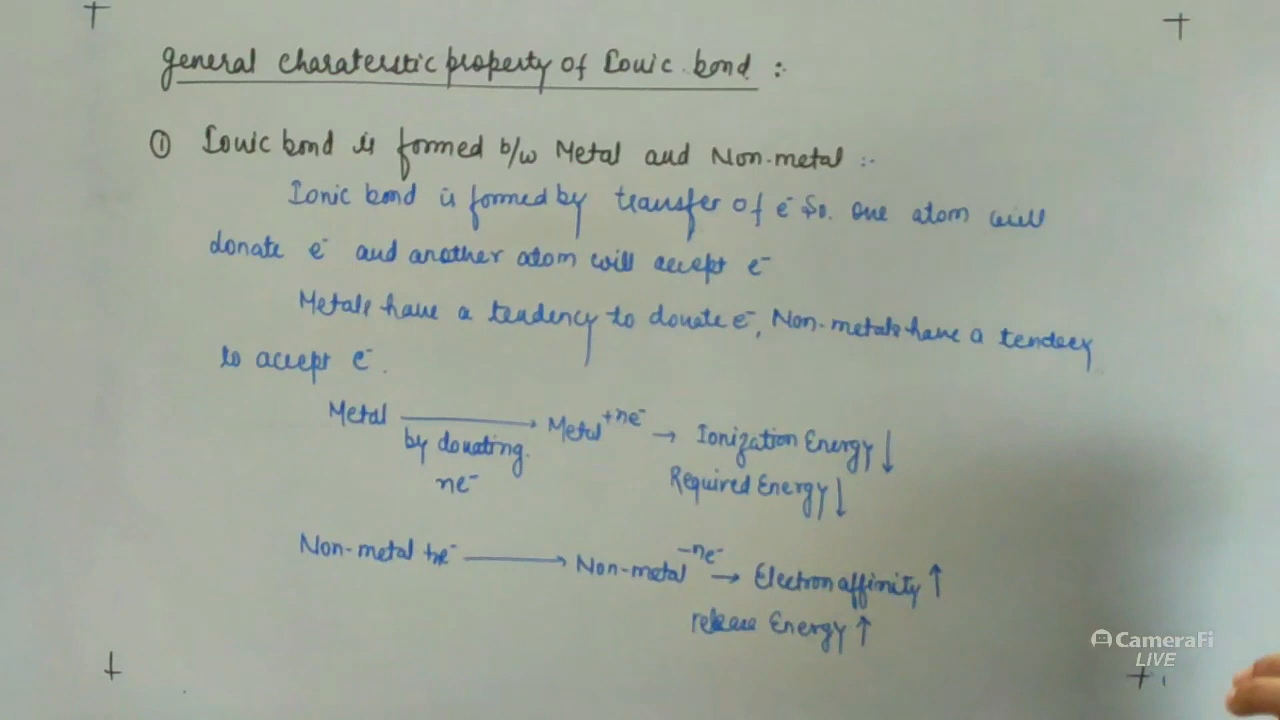 general charaterstic property of Ionic bond :
① Ionic bond is formed b/w Metal and Non-metal :-
Ionic bond is formed by transfer of e⁻ So. one atom will
donate e⁻ and another atom will accept e⁻
Metals have a tendency to donate e⁻, Non-metals have a tendecy
to accept e⁻.
Metal ⟶ Metal⁺ⁿᵉ⁻ → Ionization Energy ↓
by donating. Required Energy ↓
ne⁻
Non-metal +ne⁻ ⟶ Non-metal⁻ⁿᵉ⁻ → Electron affinity ↑
release Energy ↑
CameraFi
LIVE